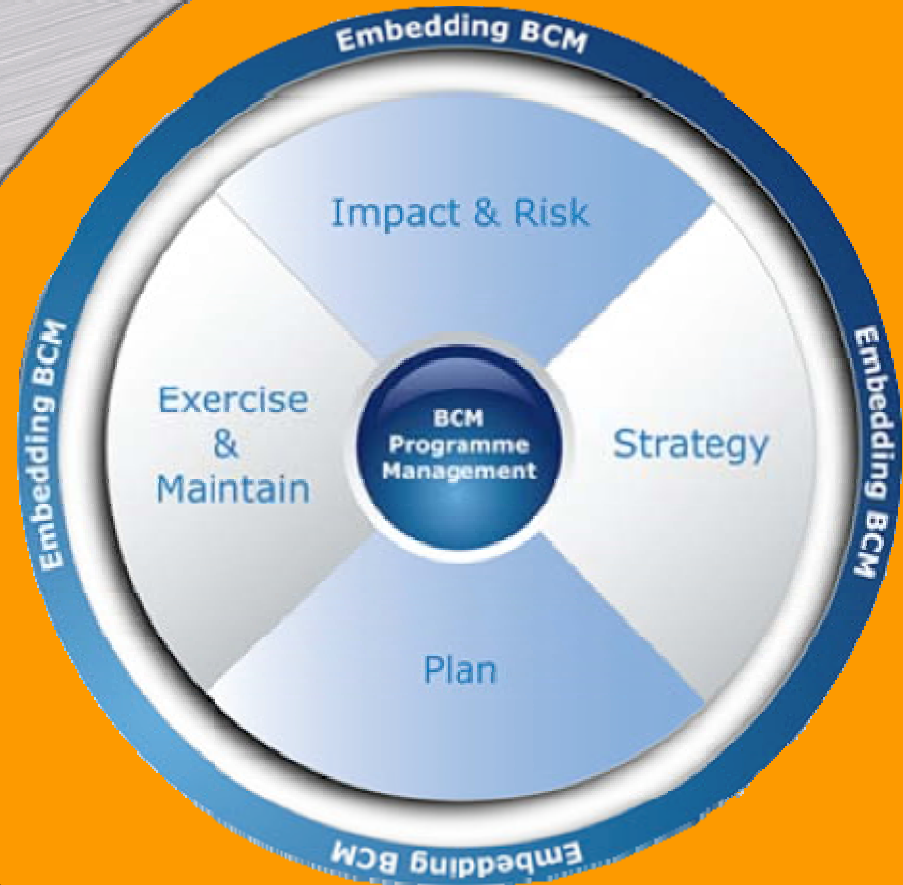 Embedding BCM
Impact & Risk
Embedding BCM
Exercise
&
Maintain
BCM
Programme
Management
Strategy
Embedding BCM
Plan
Embedding BCM